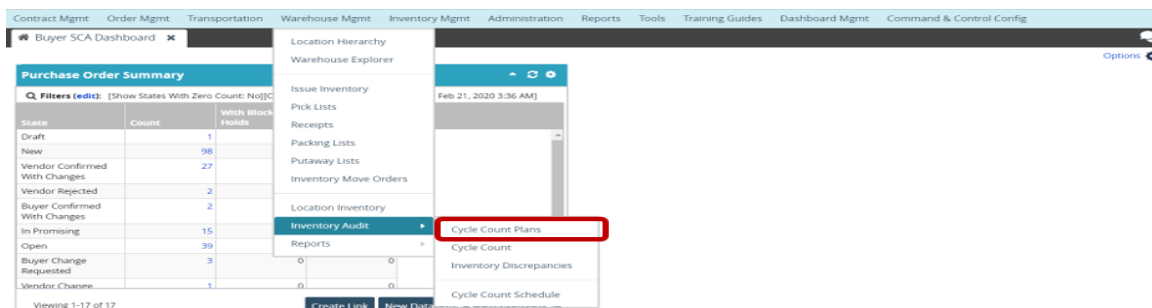 Contract Mgmt Order Mgmt Transportation Warehouse Mgmt Inventory Mgmt Administration Reports Tools Training Guides Dashboard Mgmt Command & Control Config
Buyer SCA Dashboard
Options
Location Hierarchy
Warehouse Explorer
Issue Inventory
Pick Lists
Receipts
Packing Lists
Putaway Lists
Inventory Move Orders
Location Inventory
Inventory Audit
Reports
Cycle Count Plans
Cycle Count
Inventory Discrepancies
Cycle Count Schedule
Purchase Order Summary
Filters (edit): [Show States With Zero Count: No][C Feb 21, 2020 3:36 AM]
State Count With Block
Holds
Draft 1
New 98
Vendor Confirmed 27
With Changes
Vendor Rejected 2
Buyer Confirmed 2
With Changes
In Promising 15
Open 39
Buyer Change 3 0 0
Requested
Vendor Change 1 0 0
Viewing 1-17 of 17 Create Link New Data